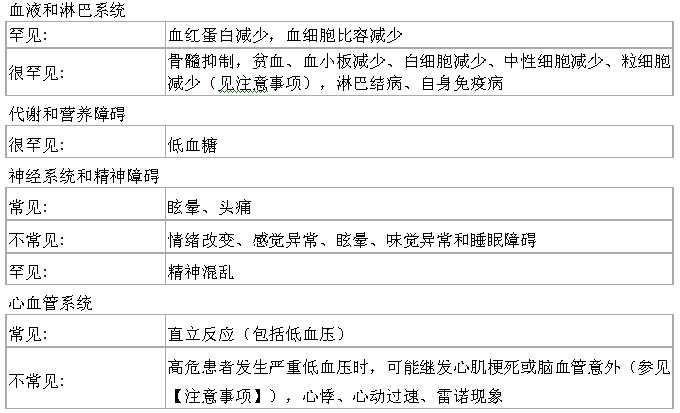 血液和淋巴系统
罕见: 血红蛋白减少，血细胞比容减少
很罕见: 骨髓抑制，贫血、血小板减少、白细胞减少、中性细胞减少、粒细胞
减少（见注意事项），淋巴结病、自身免疫病
代谢和营养障碍
很罕见: 低血糖
神经系统和精神障碍
常见: 眩晕、头痛
不常见: 情绪改变、感觉异常、眩晕、味觉异常和睡眠障碍
罕见: 精神混乱
心血管系统
常见: 直立反应（包括低血压）
不常见: 高危患者发生严重低血压时，可能继发心肌梗死或脑血管意外（参见
【注意事项】），心悸、心动过速、雷诺现象